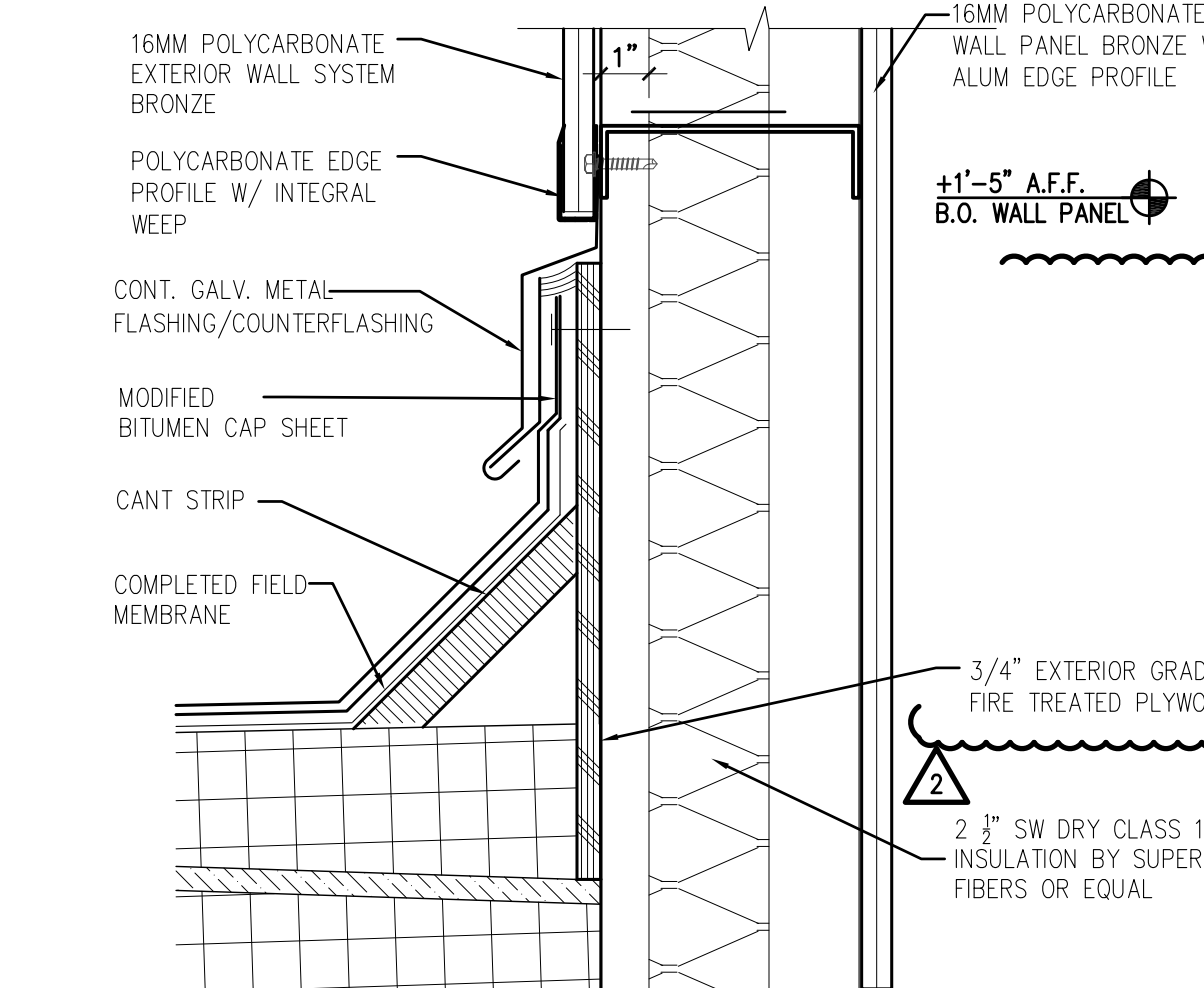 16MM POLYCARBONATE
EXTERIOR WALL SYSTEM
BRONZE
POLYCARBONATE EDGE
PROFILE W/ INTEGRAL
WEEP
CONT. GALV. METAL
FLASHING/COUNTERFLASHING
MODIFIED
BITUMEN CAP SHEET
CANT STRIP
COMPLETED FIELD
MEMBRANE
1"
16MM POLYCARBONATE
WALL PANEL BRONZE
ALUM EDGE PROFILE
+1'-5" A.F.F.
B.O. WALL PANEL
3/4" EXTERIOR
FIRE TREATED
2
2 1/2" SW DRY CLASS 1
INSULATION BY SUPER
FIBERS OR EQUAL